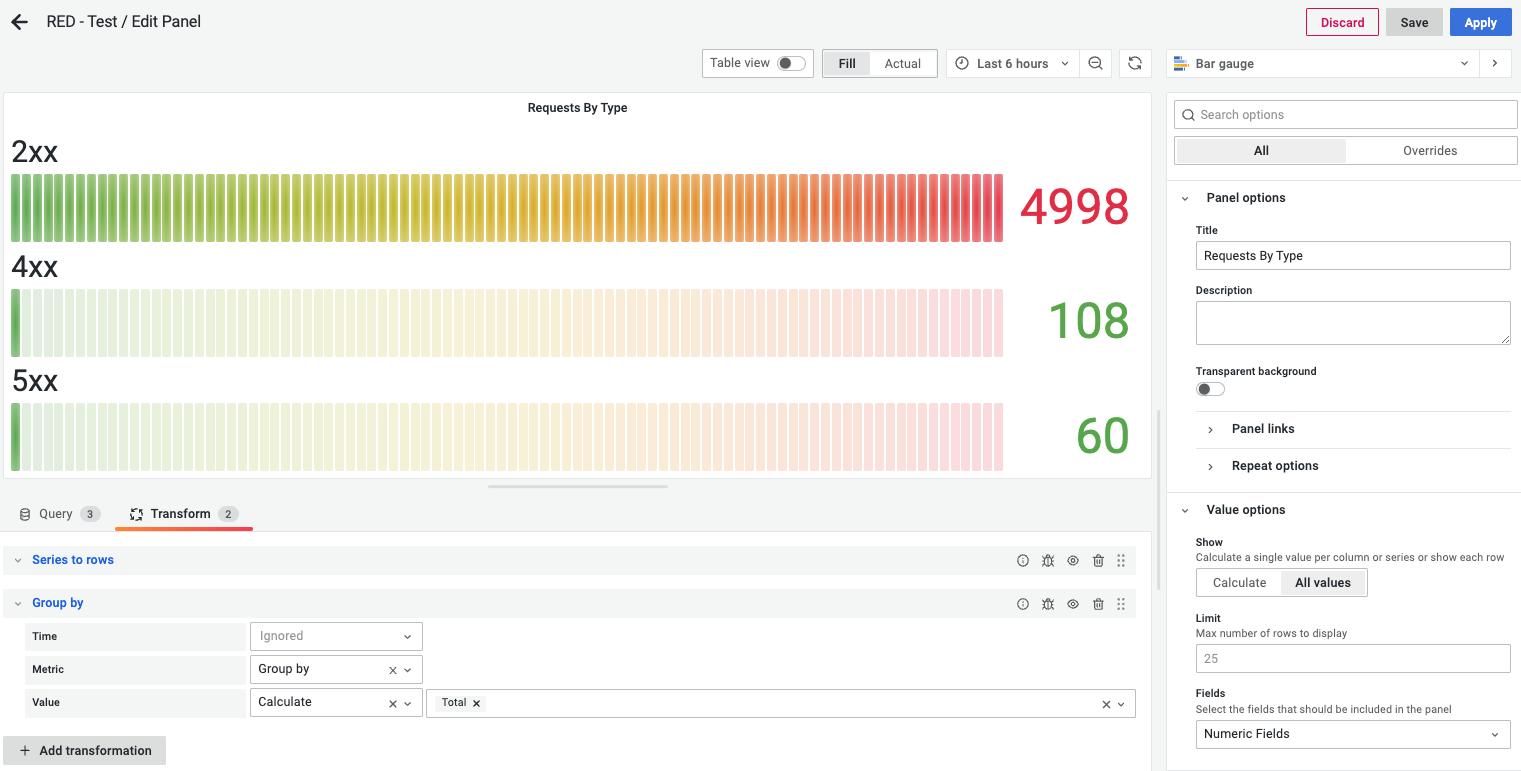 RED - Test / Edit Panel
Discard
Save
Apply
Table view
Fill
Actual
Last 6 hours
Bar gauge
Requests By Type
2xx
4998
4xx
108
5xx
60
Query 3
Transform 2
Series to rows
Group by
Time
Ignored
Metric
Group by
Value
Calculate
Total
Add transformation
Search options
All
Overrides
Panel options
Title
Requests By Type
Description
Transparent background
Panel links
Repeat options
Value options
Show
Calculate a single value per column or series or show each row
Calculate
All values
Limit
Max number of rows to display
25
Fields
Select the fields that should be included in the panel
Numeric Fields